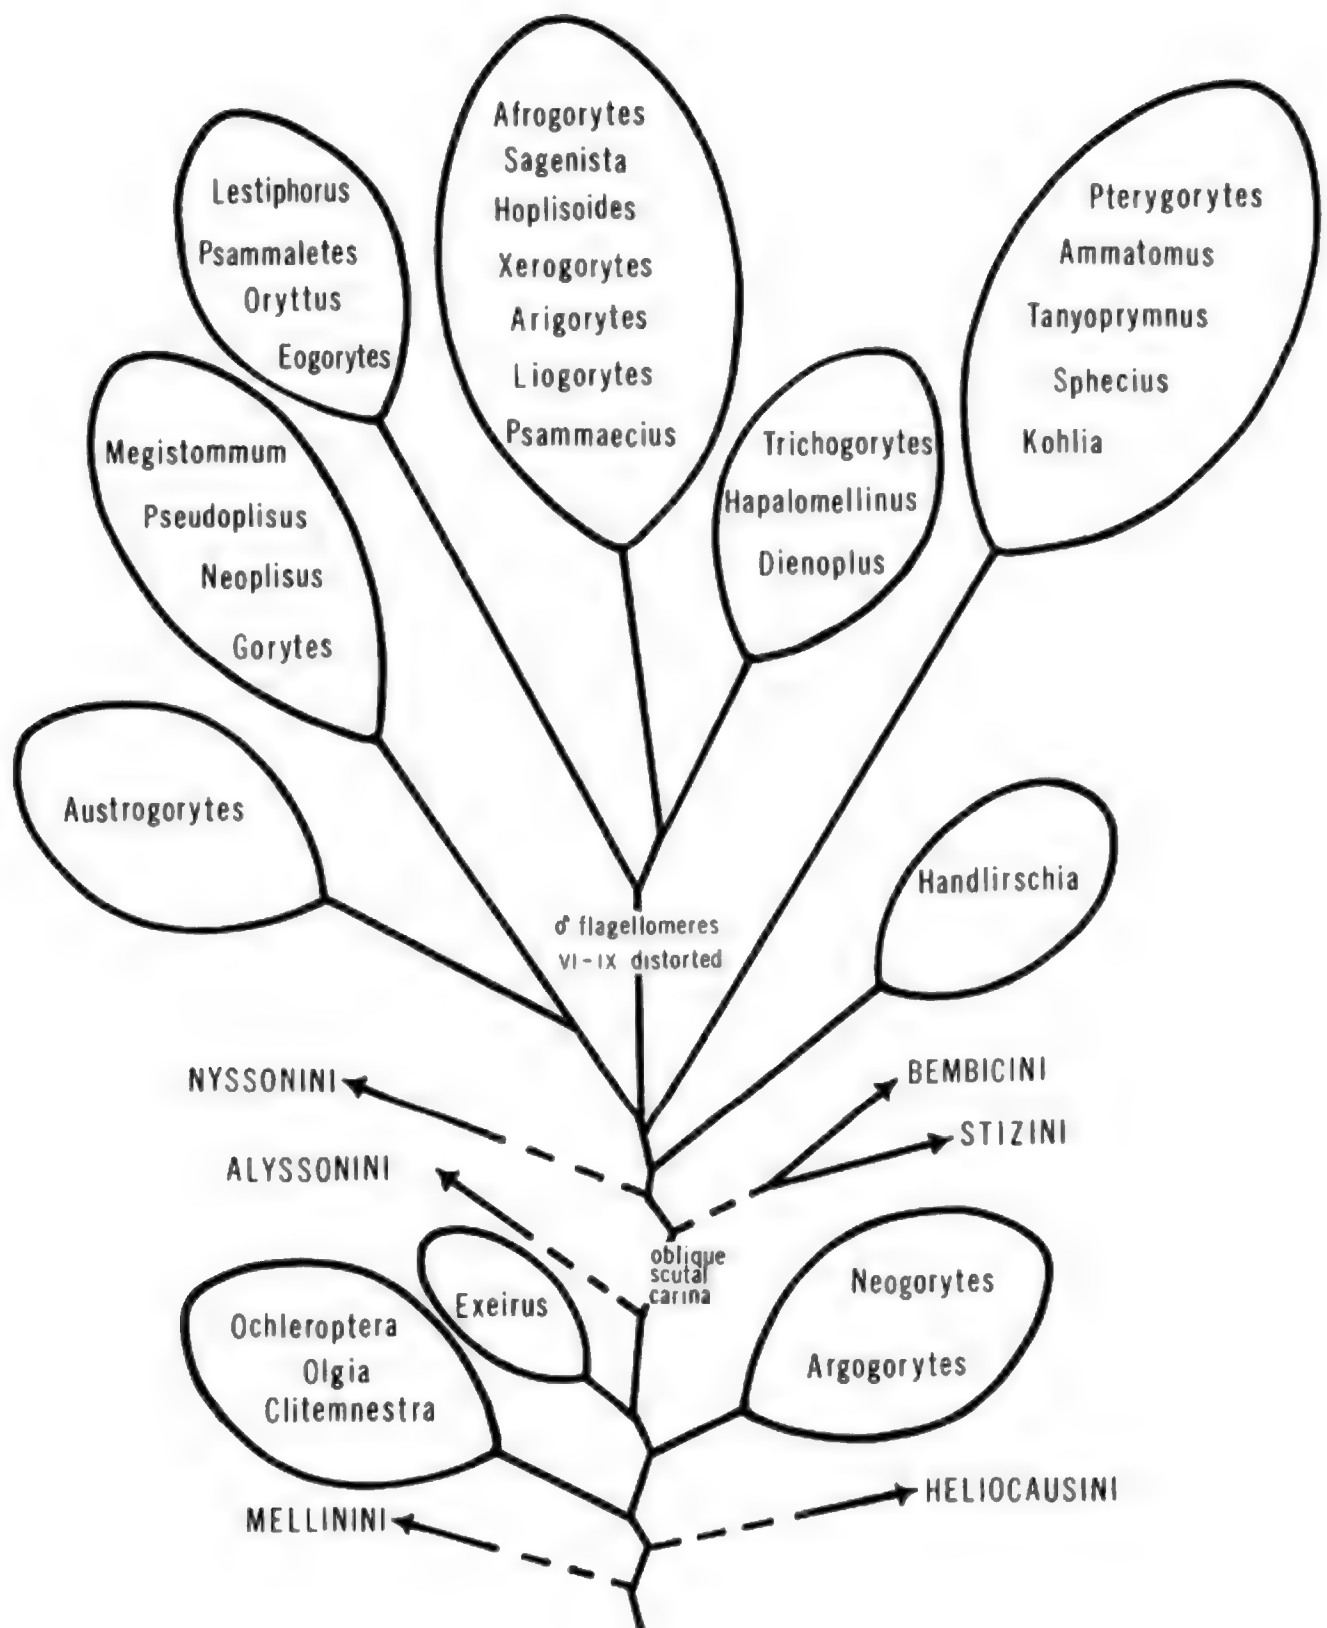 Afrogorytes
Sagenista
Hoplisoides
Xerogorytes
Arigorytes
Liogorytes
Psammaecius
Lestiphorus
Psammaletes
Oryttus
Eogorytes
Pterygorytes
Ammatomus
Tanyoprymnus
Sphecius
Kohlia
Megistommum
Pseudoplisus
Neoplisus
Gorytes
Trichogorytes
Hapalomellinus
Dienoplus
Austrogorytes
Handlirschia
♂ flagellomeres
VI-IX distorted
NYSSONINI
BEMBICINI
STIZINI
ALYSSONINI
oblique
scutal
carina
Exeirus
Ochleroptera
Olgia
Clitemnestra
Neogorytes
Argogorytes
MELLININI
HELIOCAUSINI